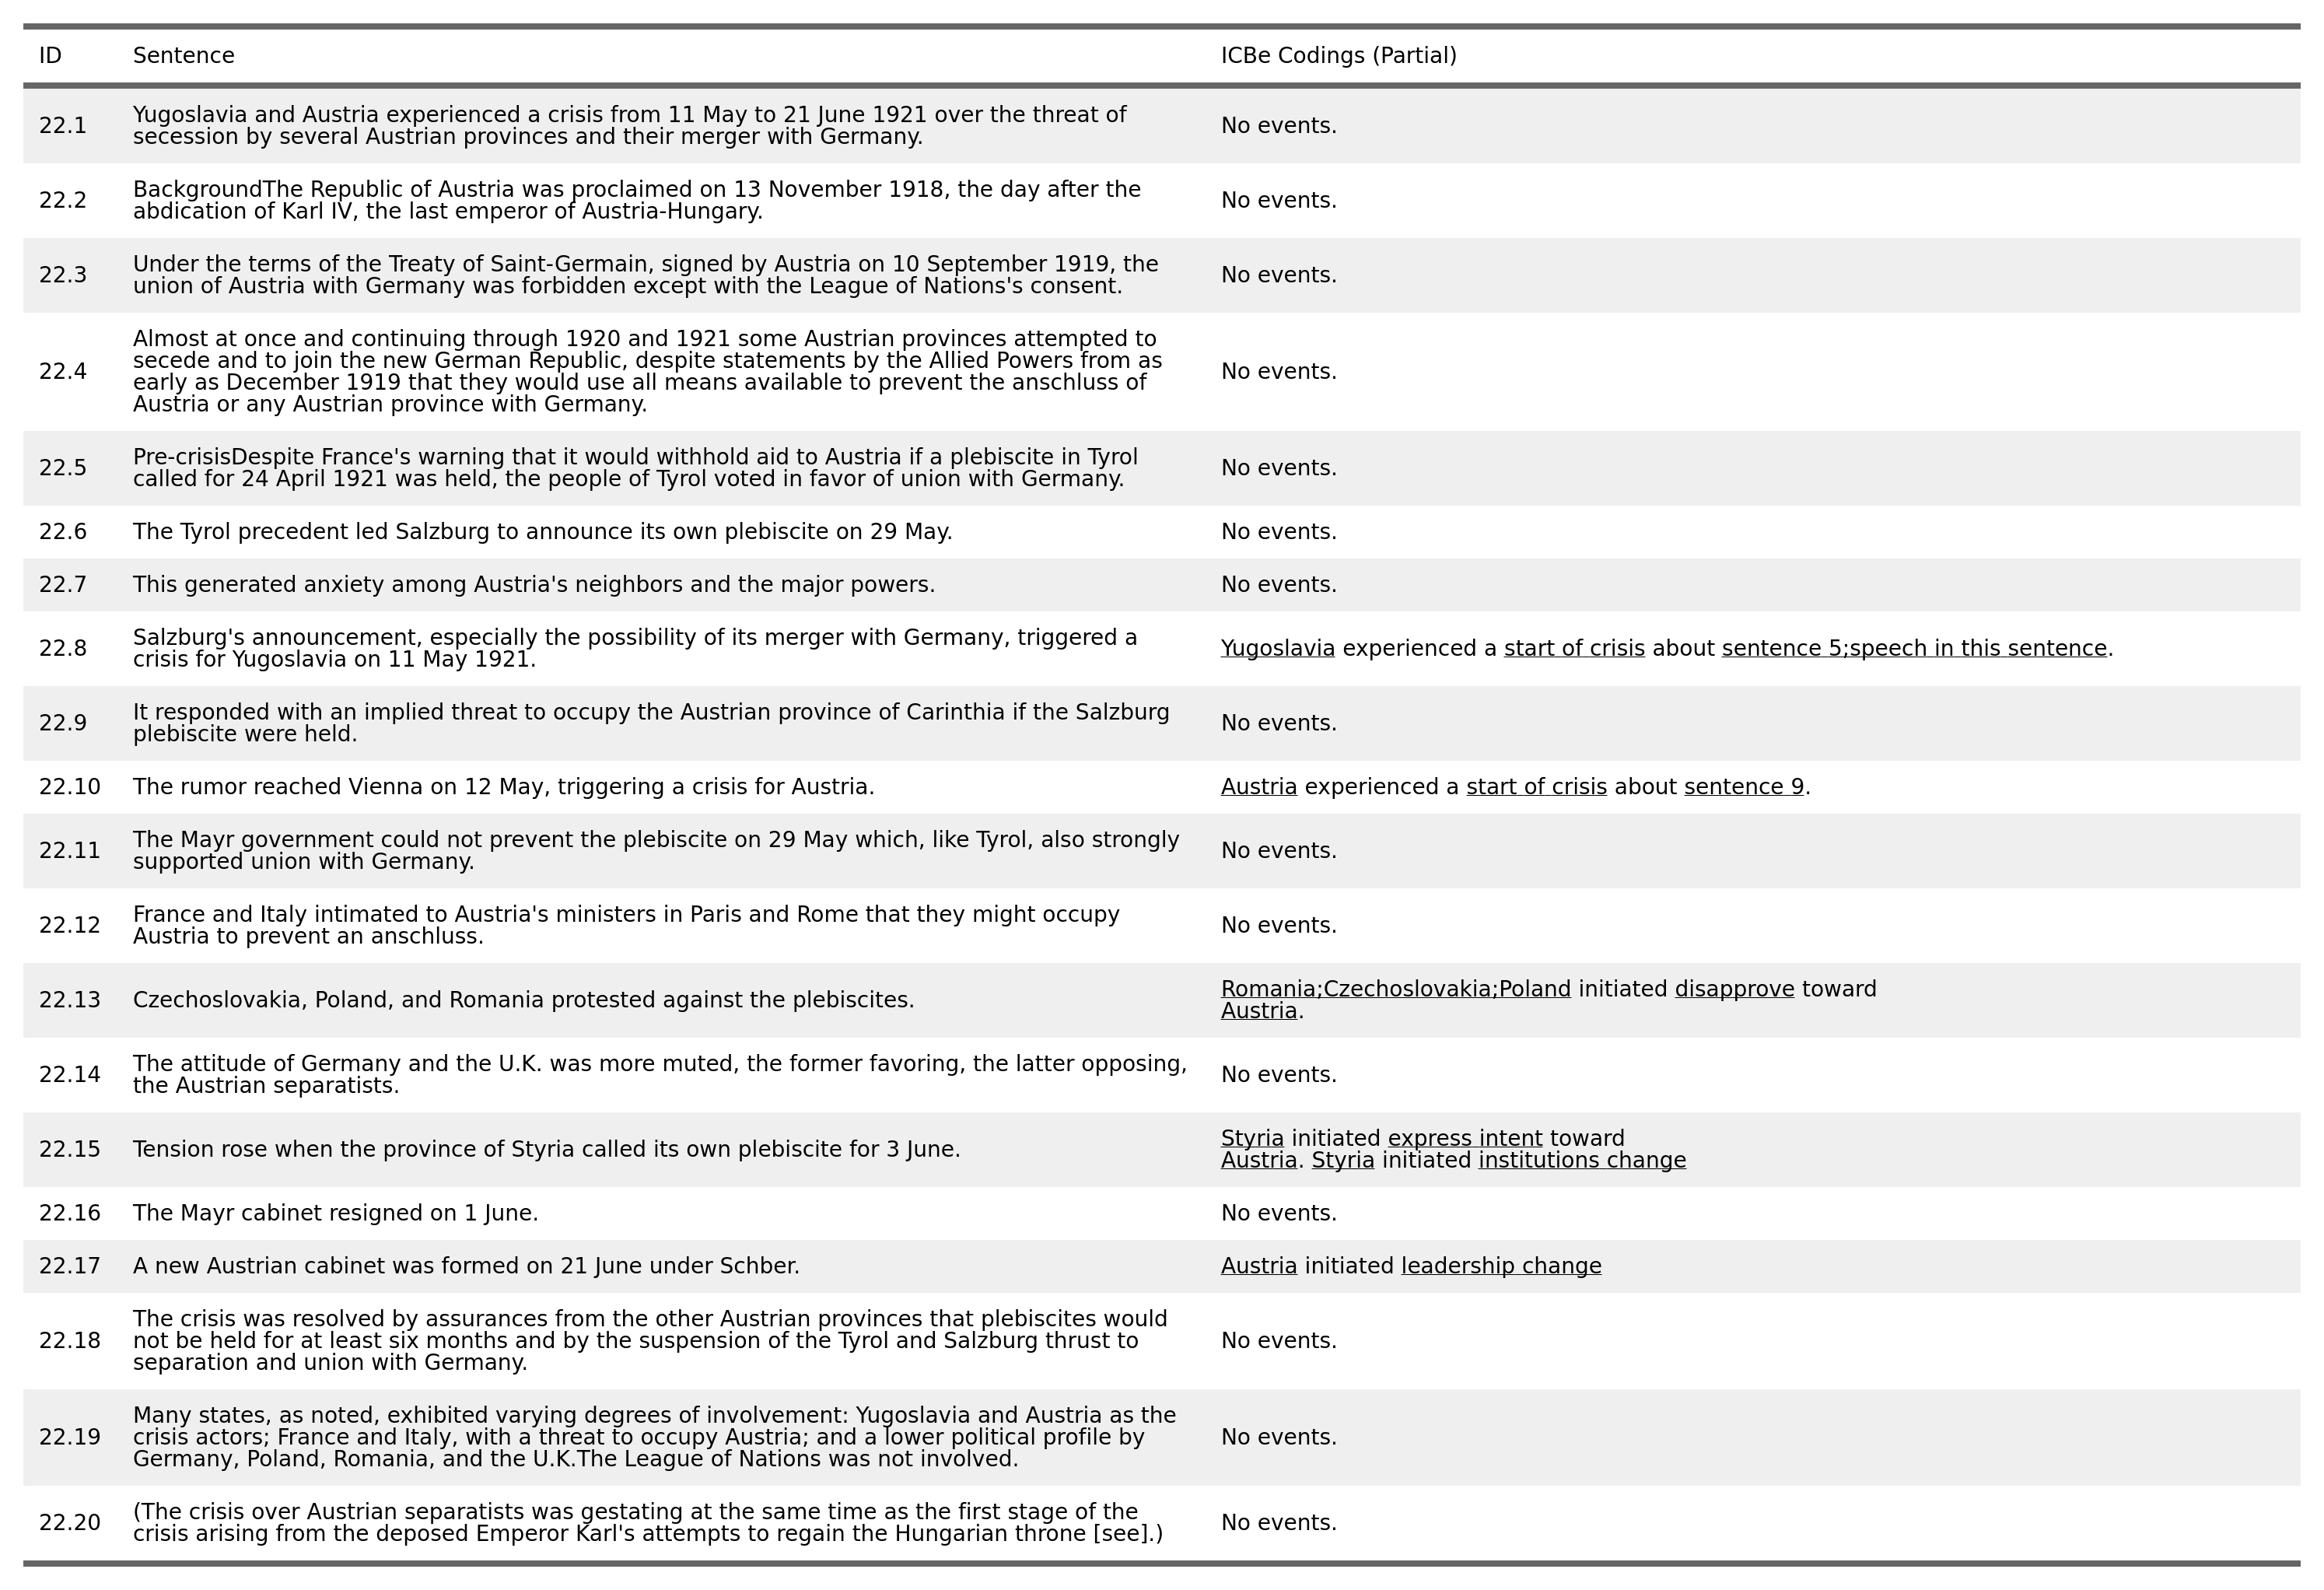 ID Sentence ICBe Codings (Partial)
22.1 Yugoslavia and Austria experienced a crisis from 11 May to 21 June 1921 over the threat of
secession by several Austrian provinces and their merger with Germany. No events.
22.2 BackgroundThe Republic of Austria was proclaimed on 13 November 1918, the day after the
abdication of Karl IV, the last emperor of Austria-Hungary. No events.
22.3 Under the terms of the Treaty of Saint-Germain, signed by Austria on 10 September 1919, the
union of Austria with Germany was forbidden except with the League of Nations's consent. No events.
22.4 Almost at once and continuing through 1920 and 1921 some Austrian provinces attempted to
secede and to join the new German Republic, despite statements by the Allied Powers from as
early as December 1919 that they would use all means available to prevent the anschluss of
Austria or any Austrian province with Germany. No events.
22.5 Pre-crisisDespite France's warning that it would withhold aid to Austria if a plebiscite in Tyrol
called for 24 April 1921 was held, the people of Tyrol voted in favor of union with Germany. No events.
22.6 The Tyrol precedent led Salzburg to announce its own plebiscite on 29 May. No events.
22.7 This generated anxiety among Austria's neighbors and the major powers. No events.
22.8 Salzburg's announcement, especially the possibility of its merger with Germany, triggered a
crisis for Yugoslavia on 11 May 1921. Yugoslavia experienced a start of crisis about sentence 5;speech in this sentence.
22.9 It responded with an implied threat to occupy the Austrian province of Carinthia if the Salzburg
plebiscite were held. No events.
22.10 The rumor reached Vienna on 12 May, triggering a crisis for Austria. Austria experienced a start of crisis about sentence 9.
22.11 The Mayr government could not prevent the plebiscite on 29 May which, like Tyrol, also strongly
supported union with Germany. No events.
22.12 France and Italy intimated to Austria's ministers in Paris and Rome that they might occupy
Austria to prevent an anschluss. No events.
22.13 Czechoslovakia, Poland, and Romania protested against the plebiscites. Romania;Czechoslovakia;Poland initiated disapprove toward
Austria.
22.14 The attitude of Germany and the U.K. was more muted, the former favoring, the latter opposing,
the Austrian separatists. No events.
22.15 Tension rose when the province of Styria called its own plebiscite for 3 June. Styria initiated express intent toward
Austria. Styria initiated institutions change
22.16 The Mayr cabinet resigned on 1 June. No events.
22.17 A new Austrian cabinet was formed on 21 June under Schber. Austria initiated leadership change
22.18 The crisis was resolved by assurances from the other Austrian provinces that plebiscites would
not be held for at least six months and by the suspension of the Tyrol and Salzburg thrust to
separation and union with Germany. No events.
22.19 Many states, as noted, exhibited varying degrees of involvement: Yugoslavia and Austria as the
crisis actors; France and Italy, with a threat to occupy Austria; and a lower political profile by
Germany, Poland, Romania, and the U.K.The League of Nations was not involved. No events.
22.20 (The crisis over Austrian separatists was gestating at the same time as the first stage of the
crisis arising from the deposed Emperor Karl's attempts to regain the Hungarian throne [see].) No events.